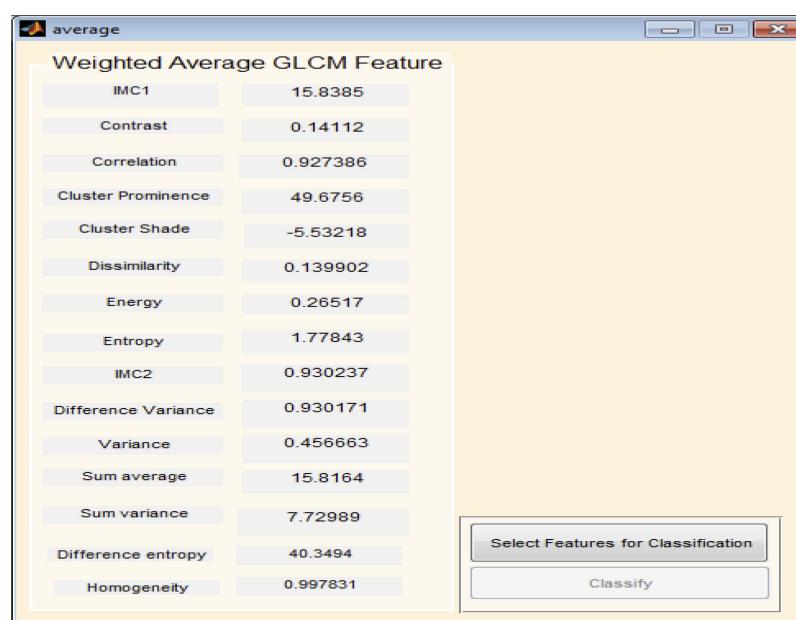 average
Weighted Average GLCM Feature
IMC1 15.8385
Contrast 0.14112
Correlation 0.927386
Cluster Prominence 49.6756
Cluster Shade -5.53218
Dissimilarity 0.139902
Energy 0.26517
Entropy 1.77843
IMC2 0.930237
Difference Variance 0.930171
Variance 0.456663
Sum average 15.8164
Sum variance 7.72989
Difference entropy 40.3494
Homogeneity 0.997831
Select Features for Classification
Classify